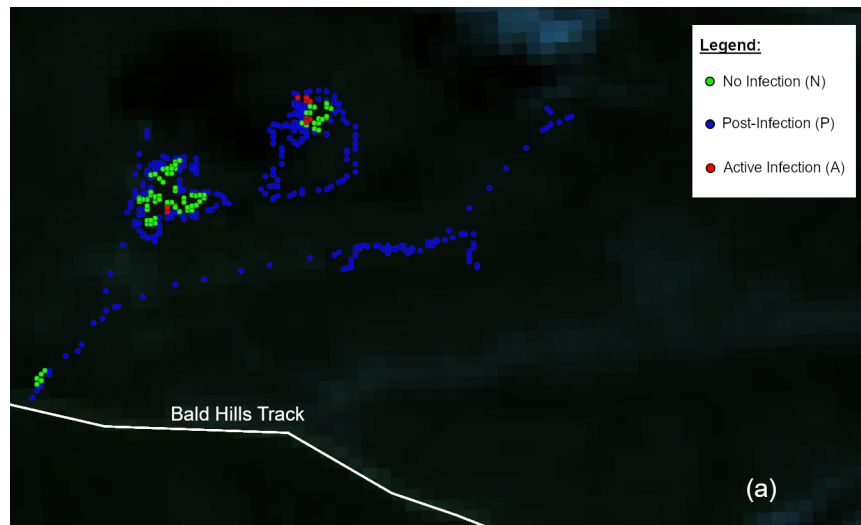 Legend:
No Infection (N)
Post-Infection (P)
Active Infection (A)
Bald Hills Track
(a)